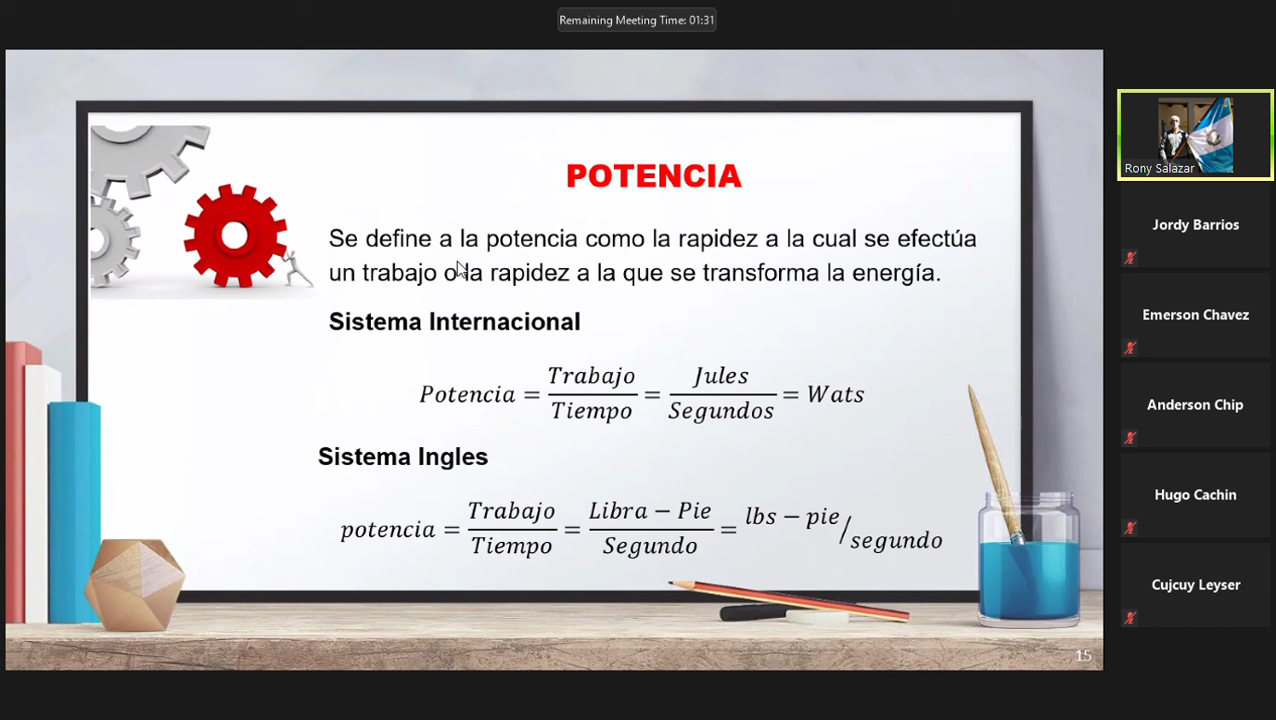 Remaining Meeting Time: 01:31
POTENCIA
Se define a la potencia como la rapidez a la cual se efectúa
un trabajo o la rapidez a la que se transforma la energía.
Sistema Internacional
Potencia = Trabajo/Tiempo = Jules/Segundos = Wats
Sistema Ingles
potencia = Trabajo/Tiempo = Libra − Pie/Segundo = lbs − pie/segundo
15
Rony Salazar
Jordy Barrios
Emerson Chavez
Anderson Chip
Hugo Cachin
Cujcuy Leyser